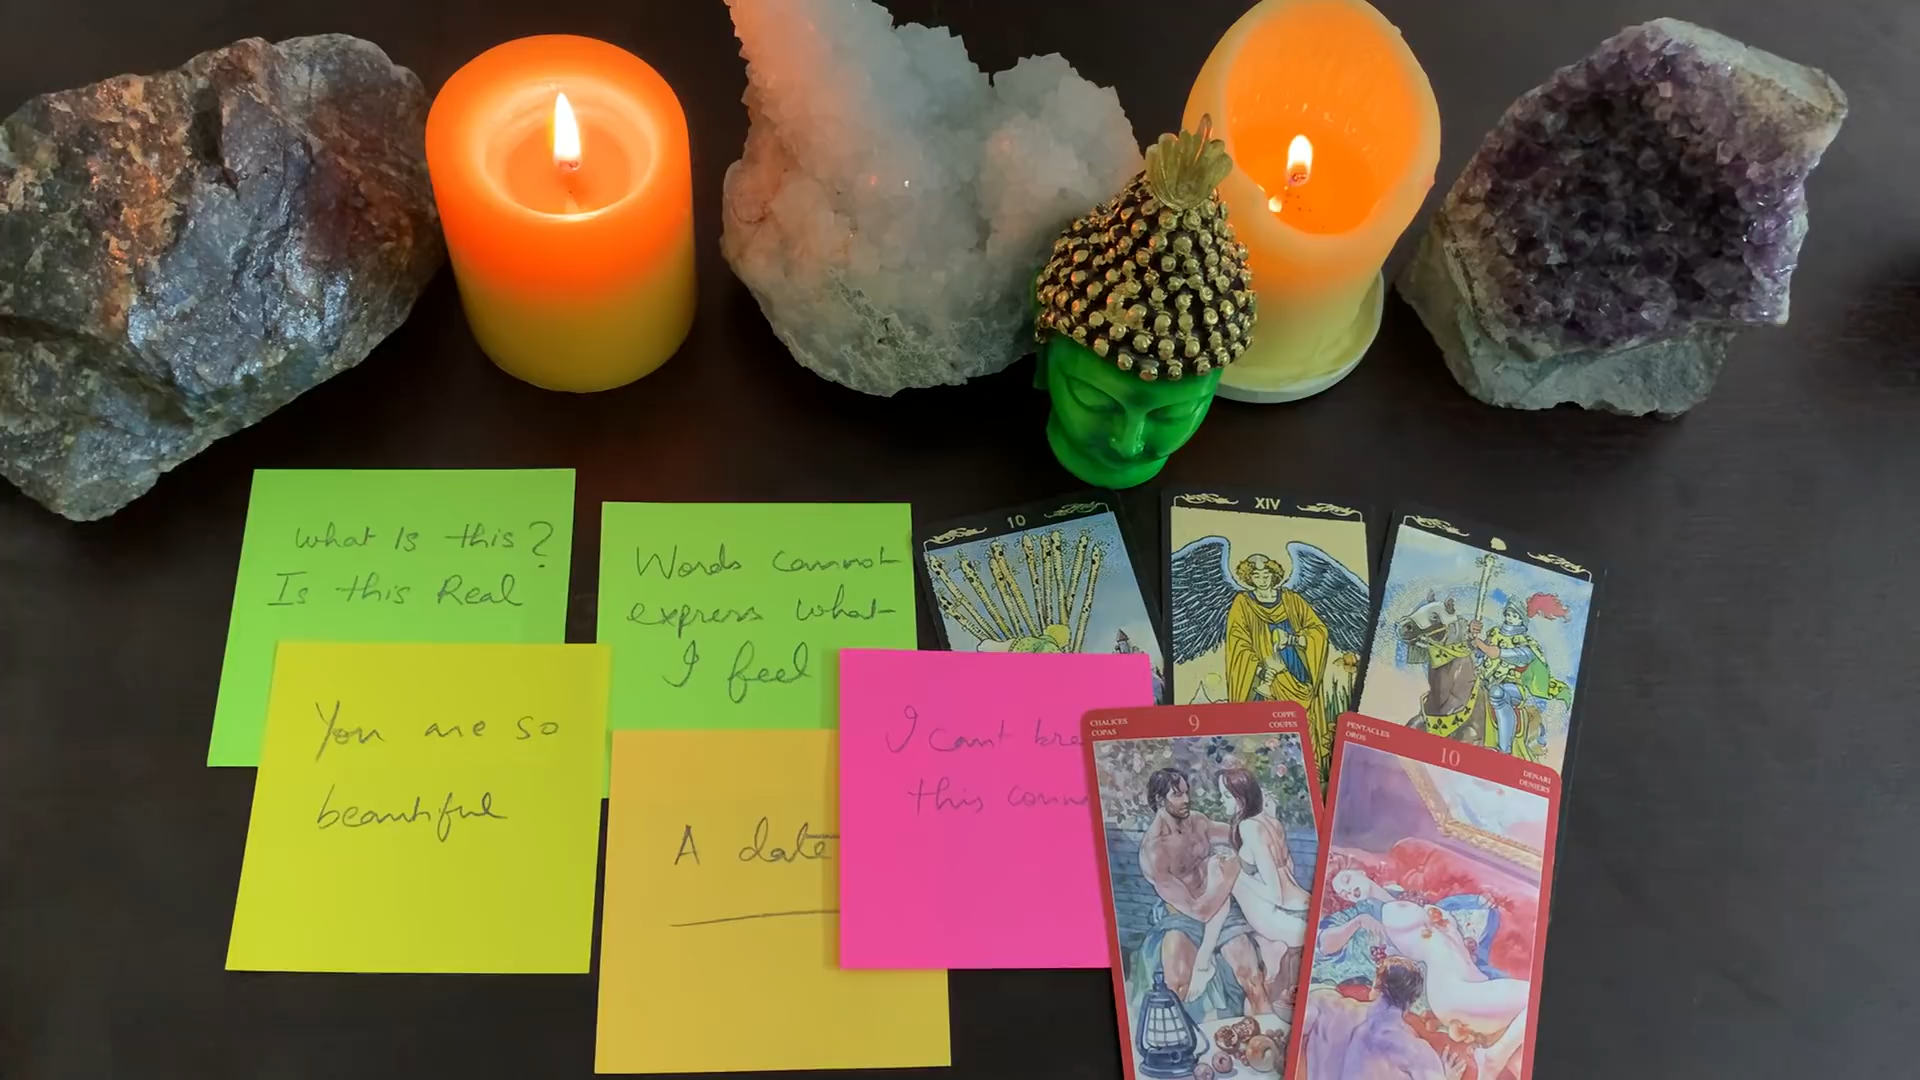 What Is this?
Is this Real
Words cannot
express what
I feel
You are so
beautiful
A date
I cant
this
10
XIV
CHALICES
COPAS
9
COPPE
COUPES
PENTACLES
OROS
10
DENARI
DENIERS